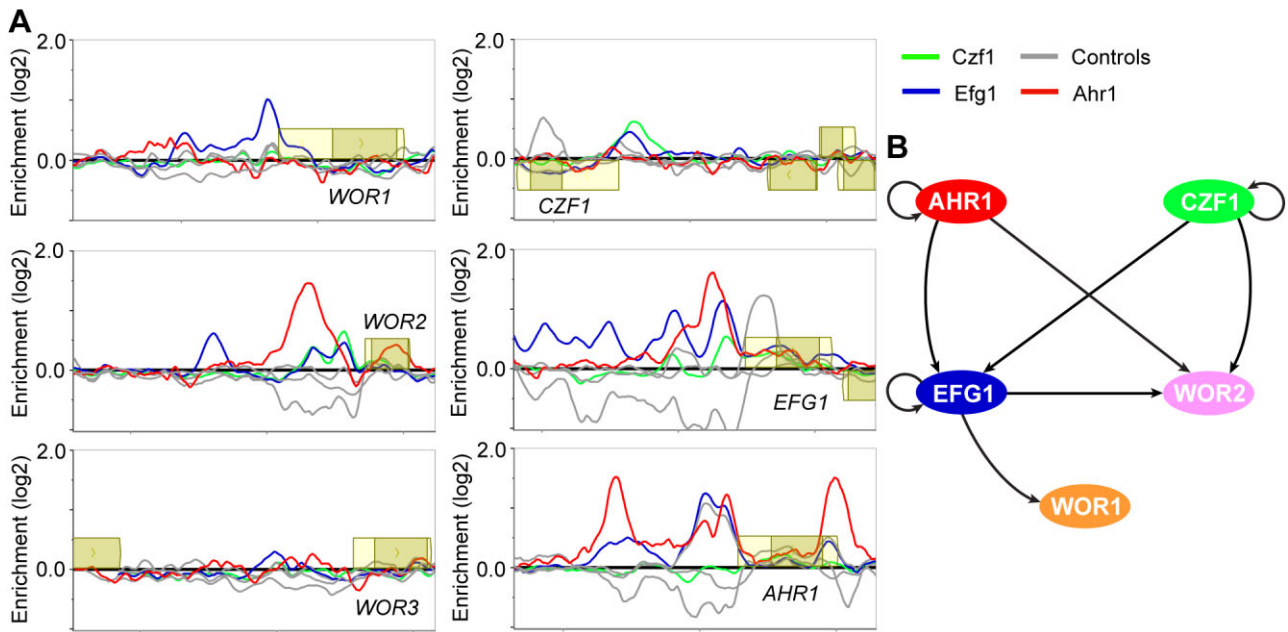 A
Enrichment (log2)
2.0
0.0
WOR1
Enrichment (log2)
2.0
0.0
CZF1
Czf1
Controls
Efg1
Ahr1
Enrichment (log2)
2.0
0.0
WOR2
Enrichment (log2)
2.0
0.0
EFG1
Enrichment (log2)
2.0
0.0
WOR3
Enrichment (log2)
2.0
0.0
AHR1
B
AHR1
CZF1
EFG1
WOR2
WOR1